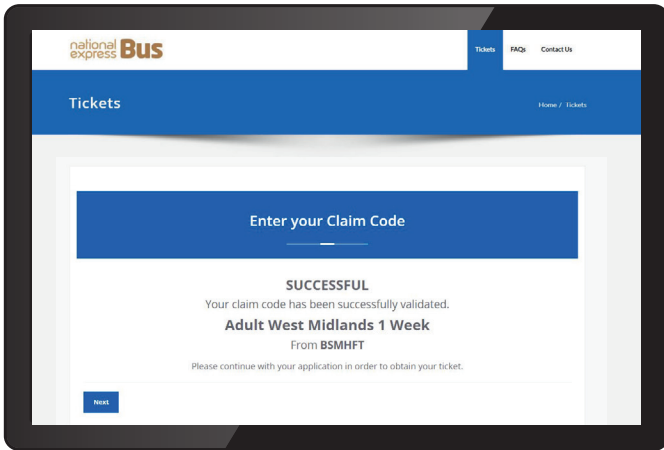 national express Bus
Tickets FAQs Contact Us
Tickets
Home / Tickets
Enter your Claim Code
SUCCESSFUL
Your claim code has been successfully validated.
Adult West Midlands 1 Week
From BSMHFT
Please continue with your application in order to obtain your ticket.
Next